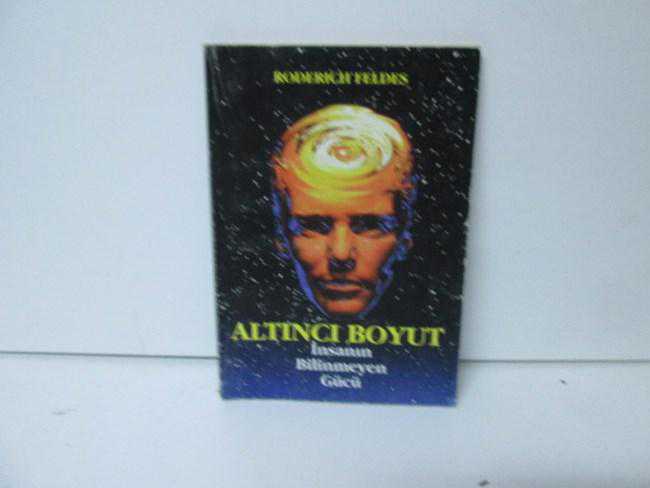 RODERICH FELDES
ALTINCI BOYUT
İnsanın
Bilinmeyen
Gücü